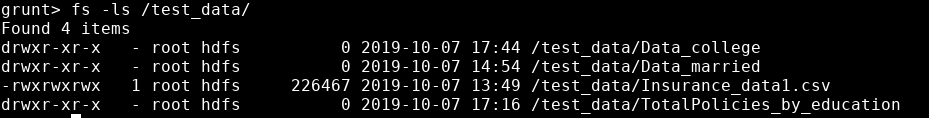 grunt> fs -ls /test_data/
Found 4 items
drwxr-xr-x   - root hdfs          0 2019-10-07 17:44 /test_data/Data_college
drwxr-xr-x   - root hdfs          0 2019-10-07 14:54 /test_data/Data_married
-rwxrwxrwx   1 root hdfs     226467 2019-10-07 13:49 /test_data/Insurance_data1.csv
drwxr-xr-x   - root hdfs          0 2019-10-07 17:16 /test_data/TotalPolicies_by_education